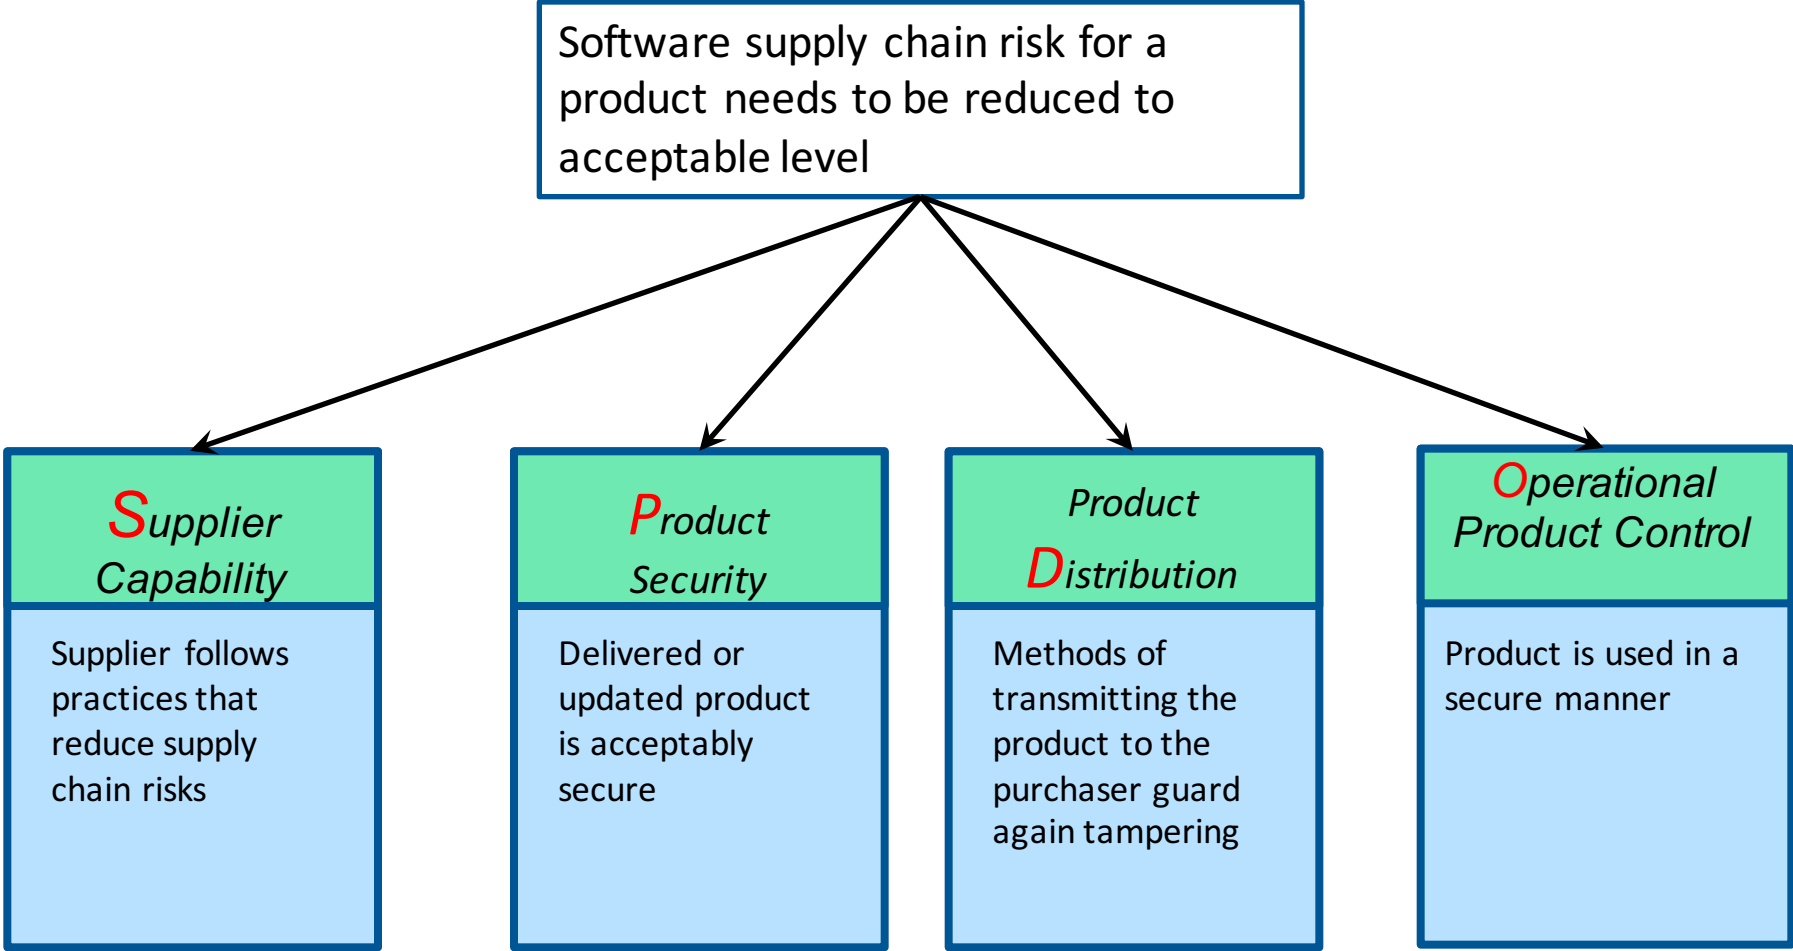 Software supply chain risk for a
product needs to be reduced to
acceptable level
Supplier
Capability
Supplier follows
practices that
reduce supply
chain risks
Product
Security
Delivered or
updated product
is acceptably
secure
Product
Distribution
Methods of
transmitting the
product to the
purchaser guard
again tampering
Operational
Product Control
Product is used in a
secure manner